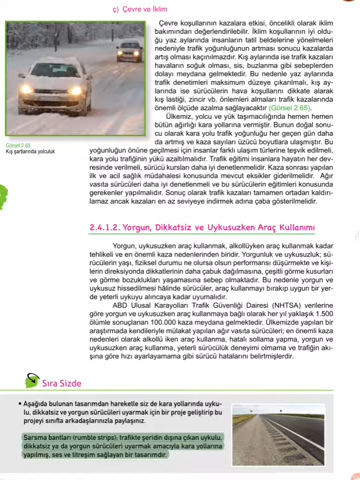 ç) Çevre ve İklim
Çevre koşullarının kazalara etkisi, öncelikli olarak iklim
bakımından değerlendirilebilir. İklim koşullarının iyi oldu-
ğu yaz aylarında insanların tatil beldelerine yönelmeleri
nedeniyle trafik yoğunluğunun artması sonucu kazalarda
artış olması kaçınılmazdır. Kış aylarında ise trafik kazaları
havaların soğuk olması, sis, buzlanma gibi sebeplerden
dolayı meydana gelmektedir. Bu nedenle yaz aylarında
trafik denetimleri maksimum düzeye çıkarılmalı, kış ay-
larında ise sürücülerin hava koşullarını dikkate alarak
kış lastiği, zincir vb. önlemleri almaları trafik kazalarında
önemli ölçüde azalma sağlayacaktır (Görsel 2.65).
Görsel 2.65
Kış şartlarında yolculuk
Ülkemiz, yolcu ve yük taşımacılığında hemen hemen
bütün ağırlığı kara yollarına vermiştir. Bunun doğal sonu-
cu olarak kara yolu trafik yoğunluğu her geçen gün daha
da artmış ve kaza sayıları üzücü boyutlara ulaşmıştır. Bu
yoğunluğun önüne geçilmesi için insanlar farklı ulaşım türlerine teşvik edilmeli,
kara yolu trafiğinin yükü azaltılmalıdır. Trafik eğitimi insanlara hayatın her dev-
resinde verilmeli, sürücü kursları daha iyi denetlenmelidir. Kaza sonrası yapılan
ilk ve acil sağlık müdahalesi konusunda mevcut eksikler giderilmelidir. Ağır
vasıta sürücüleri daha iyi denetlenmeli ve bu sürücülerin eğitimleri konusunda
gerekenler yapılmalıdır. Sonuç olarak trafik kazaları tamamen ortadan kaldırı-
lamaz ancak kazaları en az seviyeye indirmek adına çaba gösterilmelidir.
2.4.1.2. Yorgun, Dikkatsiz ve Uykusuzken Araç Kullanımı
Yorgun, uykusuzken araç kullanmak, alkollüyken araç kullanmak kadar
tehlikeli ve en önemli kaza nedenlerinden biridir. Yorgunluk ve uykusuzluk; sü-
rücülerin yaşı, fiziksel durumu ne olursa olsun performansı düşürmekte ve kişi-
lerin direksiyonda dikkatlerinin daha çabuk dağılmasına, çeşitli görme kusurları
ve görme bozuklukları yaşamasına sebep olmaktadır. Bu nedenle yorgun ve
uykusuz hissedilmesi hâlinde sürücüler, araç kullanmayı bırakıp uygun bir yer-
de yeterli uykuyu alıncaya kadar uyumalıdır.
ABD Ulusal Karayolları Trafik Güvenliği Dairesi (NHTSA) verilerine
göre yorgun ve uykusuzken araç kullanmaya bağlı olarak her yıl yaklaşık 1.500
ölümle sonuçlanan 100.000 kaza meydana gelmektedir. Ülkemizde yapılan bir
araştırmada kendileriyle mülakat yapılan ağır vasıta sürücüleri; en önemli kaza
nedenleri olarak alkollü iken araç kullanma, hatalı sollama yapma, yorgun ve
uykusuzken araç kullanma, yeterli sürücülük deneyimi olmama ve trafiğin akı-
şına göre hızı ayarlayamama gibi sürücü hatalarını belirtmişlerdir.
Sıra Sizde
• Aşağıda bulunan tasarımdan hareketle siz de kara yollarında uyku-
lu, dikkatsiz ve yorgun sürücüleri uyarmak için bir proje geliştirip bu
projeyi sınıfta arkadaşlarınızla paylaşınız.
Sarsma bantları (rumble strips); trafikte şeridin dışına çıkan uykulu,
dikkatsiz ya da yorgun sürücüleri uyarmak amacıyla kara yollarına
yapılmış, ses ve titreşim sağlayan bir tasarımdır.